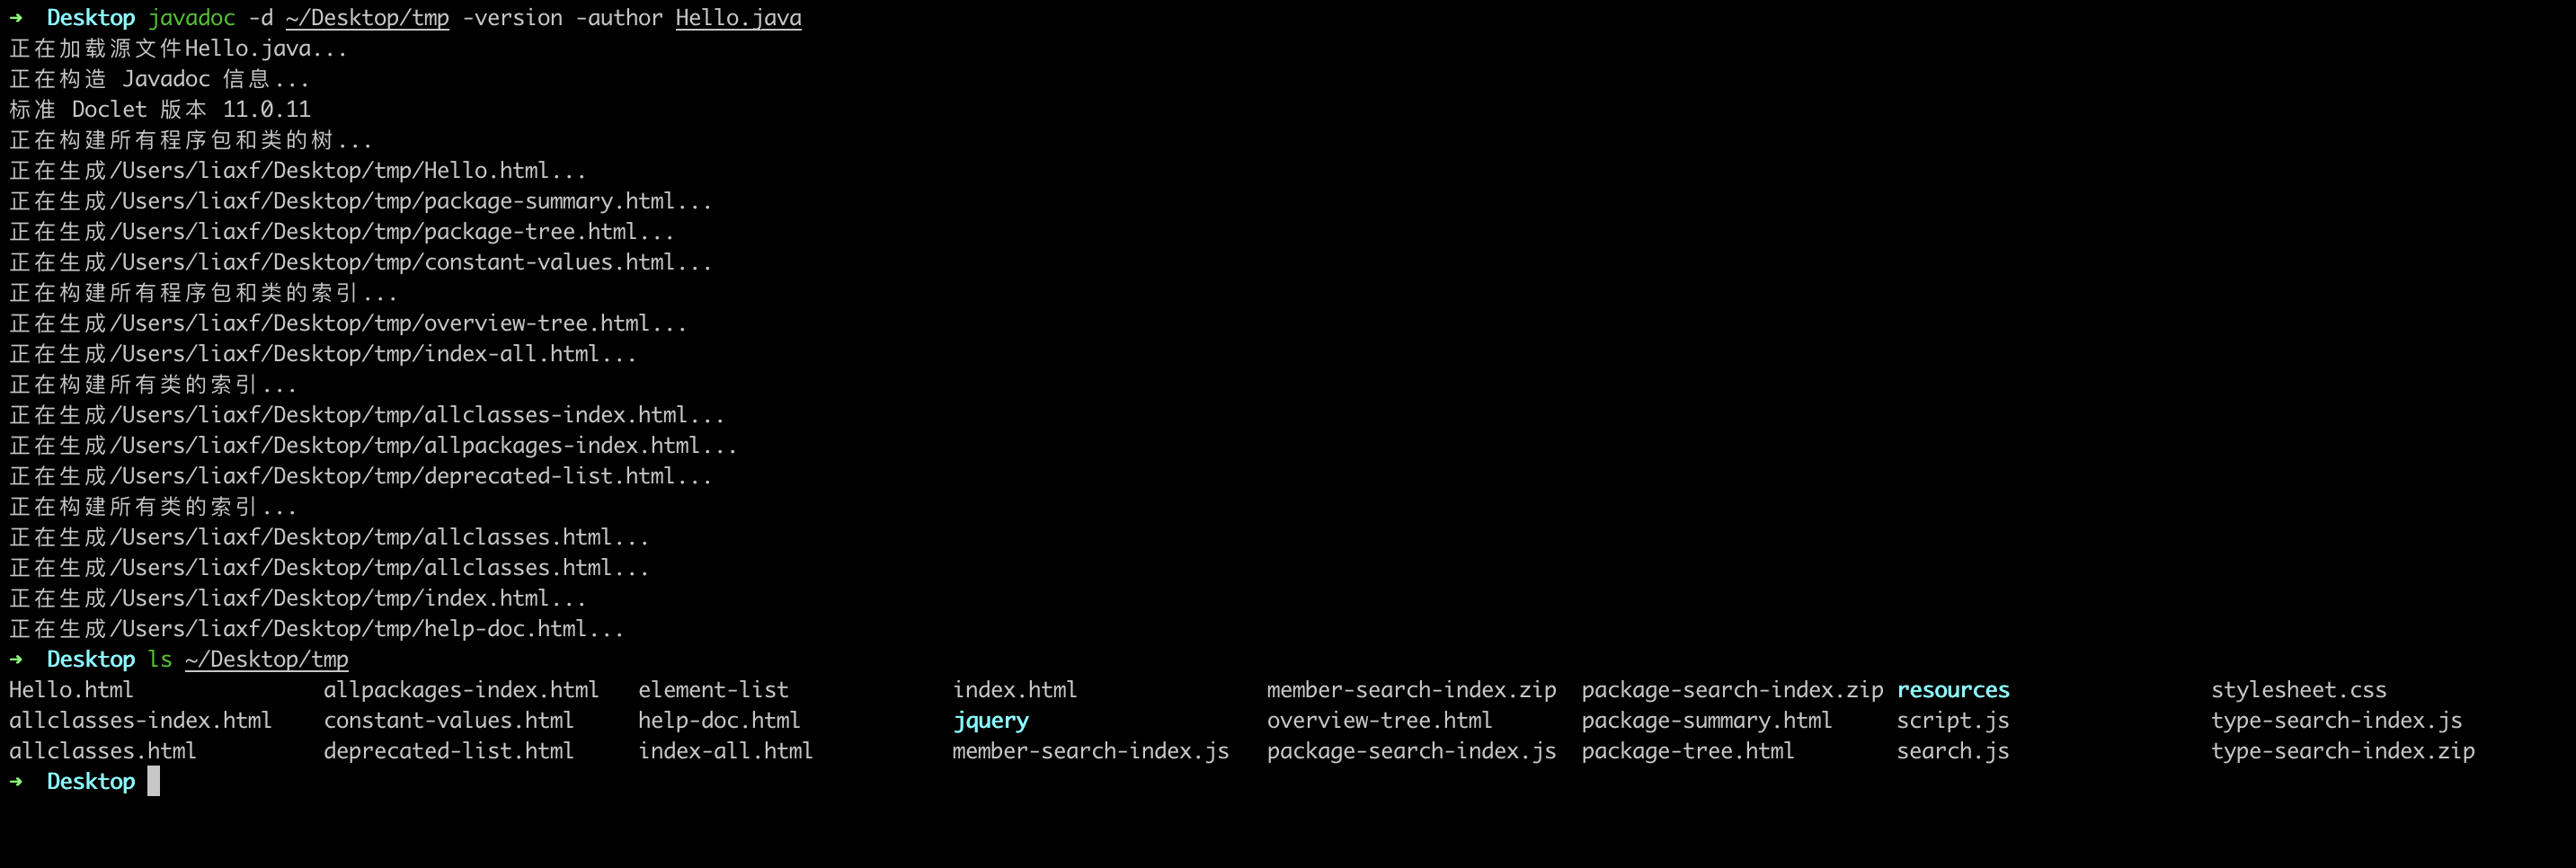 ➜  Desktop javadoc -d ~/Desktop/tmp -version -author Hello.java
正在加载源文件Hello.java...
正在构造 Javadoc 信息...
标准 Doclet 版本 11.0.11
正在构建所有程序包和类的树...
正在生成/Users/liaxf/Desktop/tmp/Hello.html...
正在生成/Users/liaxf/Desktop/tmp/package-summary.html...
正在生成/Users/liaxf/Desktop/tmp/package-tree.html...
正在生成/Users/liaxf/Desktop/tmp/constant-values.html...
正在构建所有程序包和类的索引...
正在生成/Users/liaxf/Desktop/tmp/overview-tree.html...
正在生成/Users/liaxf/Desktop/tmp/index-all.html...
正在构建所有类的索引...
正在生成/Users/liaxf/Desktop/tmp/allclasses-index.html...
正在生成/Users/liaxf/Desktop/tmp/allpackages-index.html...
正在生成/Users/liaxf/Desktop/tmp/deprecated-list.html...
正在构建所有类的索引...
正在生成/Users/liaxf/Desktop/tmp/allclasses.html...
正在生成/Users/liaxf/Desktop/tmp/allclasses.html...
正在生成/Users/liaxf/Desktop/tmp/index.html...
正在生成/Users/liaxf/Desktop/tmp/help-doc.html...
➜  Desktop ls ~/Desktop/tmp
Hello.html allpackages-index.html element-list index.html member-search-index.zip package-search-index.zip resources stylesheet.css
allclasses-index.html constant-values.html help-doc.html jquery overview-tree.html package-summary.html script.js type-search-index.js
allclasses.html deprecated-list.html index-all.html member-search-index.js package-search-index.js package-tree.html search.js type-search-index.zip
➜  Desktop